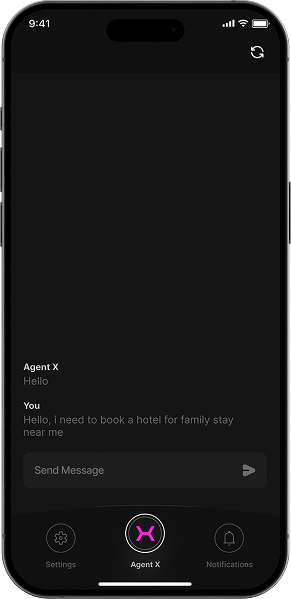 9:41
Agent X
Hello
You
Hello, i need to book a hotel for family stay
near me
Send Message
Settings
Agent X
Notifications